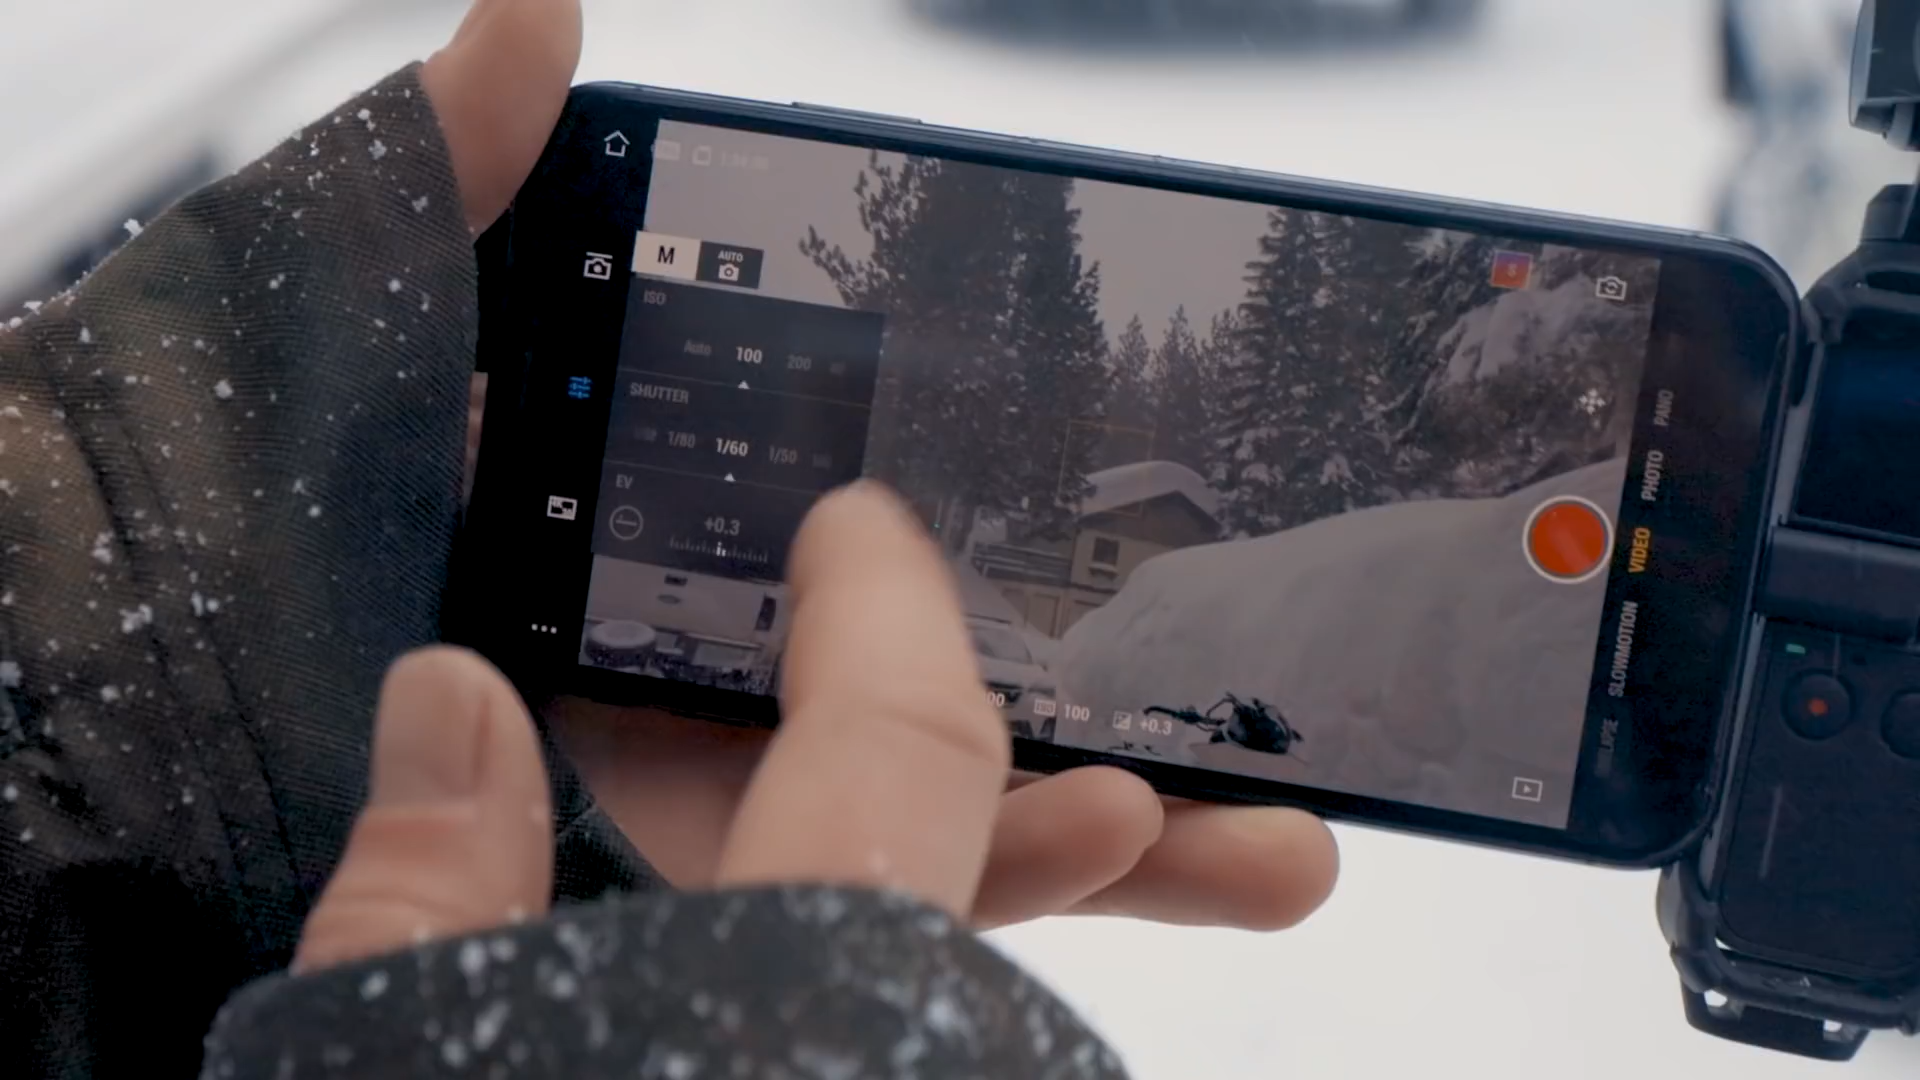 M
AUTO
ISO
Auto 100 200
SHUTTER
1/80 1/60 1/50
EV
+0.3
100 +0.3
S
PANO
PHOTO
VIDEO
SLOWMOTION